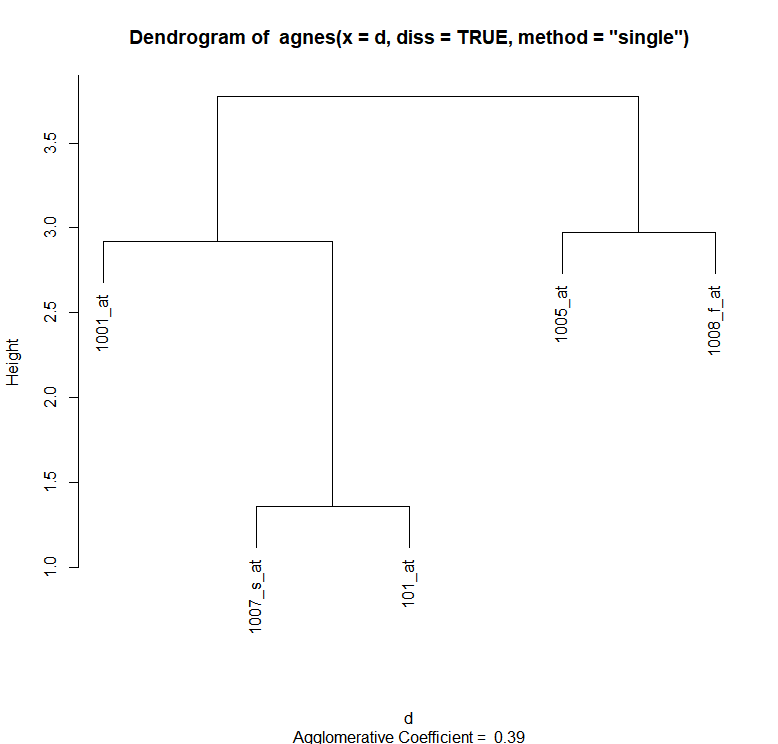 Dendrogram of agnes(x = d, diss = TRUE, method = "single")
Height
3.5
3.0
2.5
2.0
1.5
1.0
1001_at
1007_s_at
101_at
1005_at
1008_f_at
d
Agglomerative Coefficient = 0.39